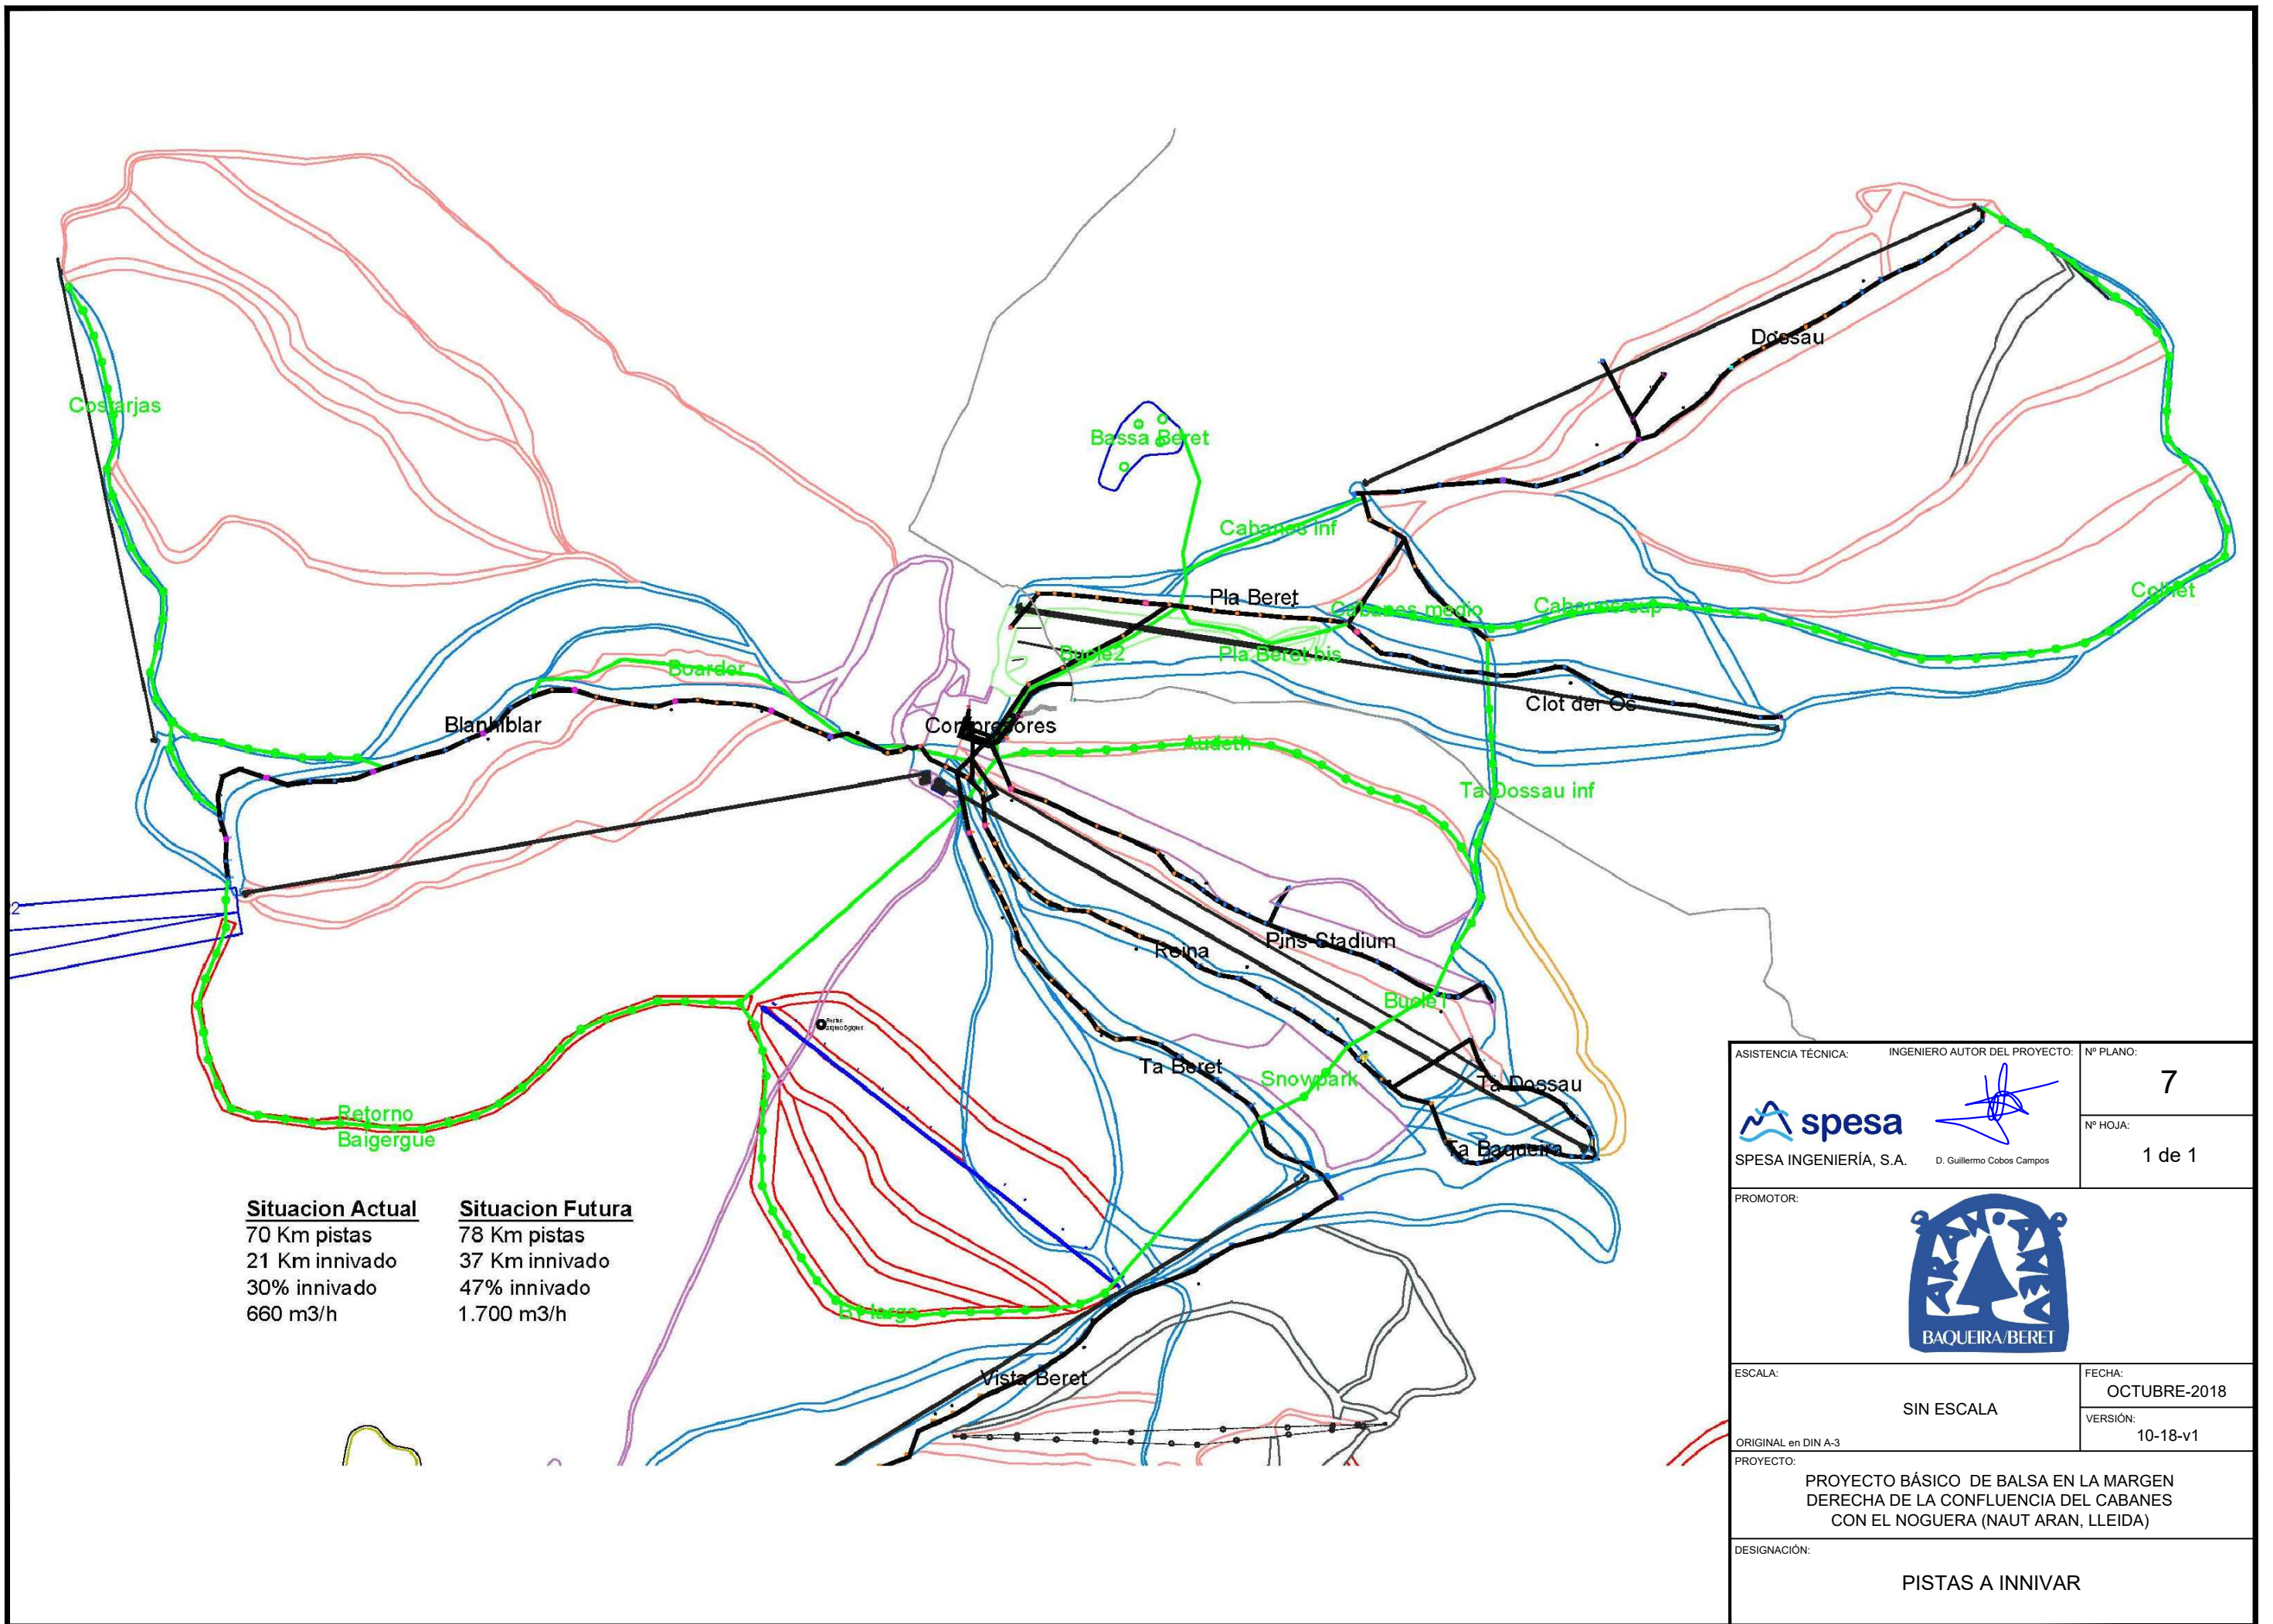 Costarjas
Dossau
Bassa Beret
Cabanes inf
Pla Beret
Cabanes medio
Cabanes sup
Collet
Bucle2
Pla Beret bis
Boarder
Clot der Os
Blanhiblar
Compresores
Audeth
Ta Dossau inf
2
Reina
Pins-Stadium
Bucle1
Ta Beret
Snowpark
Ta Dossau
Retorno
Baigergue
Ta Baqueira
Situacion Actual
70 Km pistas
21 Km innivado
30% innivado
660 m3/h
Situacion Futura
78 Km pistas
37 Km innivado
47% innivado
1.700 m3/h
larga
Vista Beret
ASISTENCIA TÉCNICA:
INGENIERO AUTOR DEL PROYECTO:
Nº PLANO:
7
spesa
SPESA INGENIERÍA, S.A.
D. Guillermo Cobos Campos
Nº HOJA:
1 de 1
PROMOTOR:
BAQUEIRA/BERET
ESCALA:
SIN ESCALA
ORIGINAL en DIN A-3
FECHA:
OCTUBRE-2018
VERSIÓN:
10-18-v1
PROYECTO:
PROYECTO BÁSICO DE BALSA EN LA MARGEN
DERECHA DE LA CONFLUENCIA DEL CABANES
CON EL NOGUERA (NAUT ARAN, LLEIDA)
DESIGNACIÓN:
PISTAS A INNIVAR